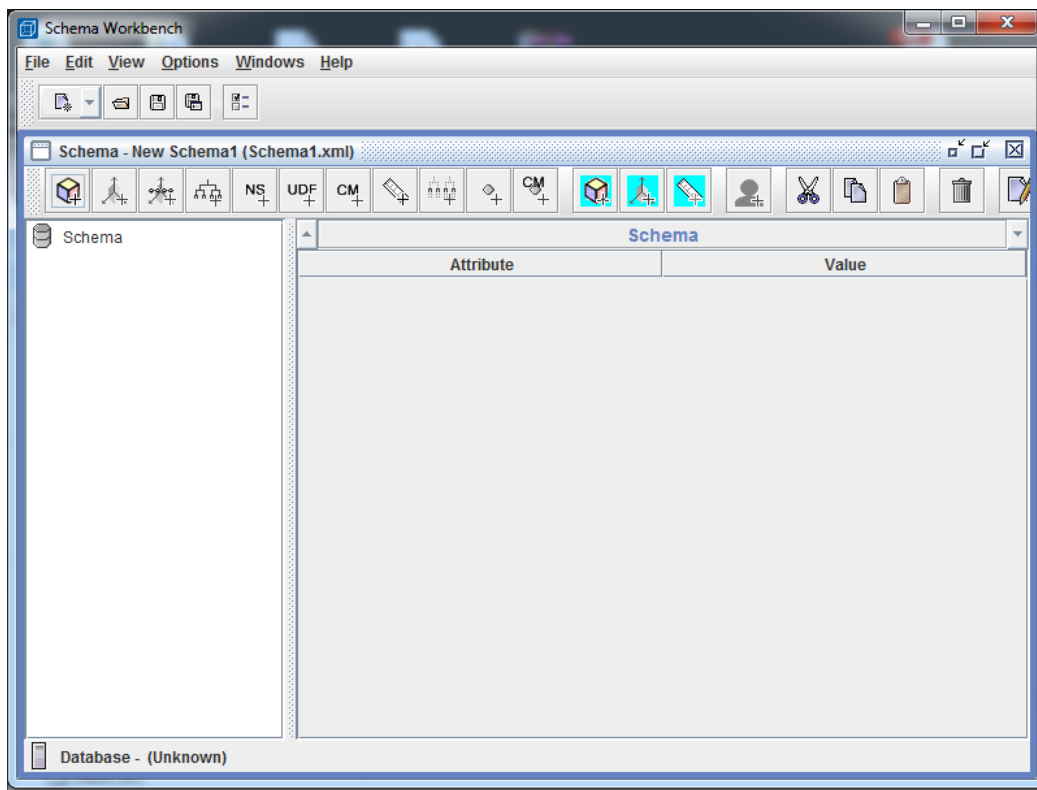 Schema Workbench
File Edit View Options Windows Help
Schema - New Schema1 (Schema1.xml)
NS UDF CM CM
Schema
Schema
Attribute Value
Database - (Unknown)